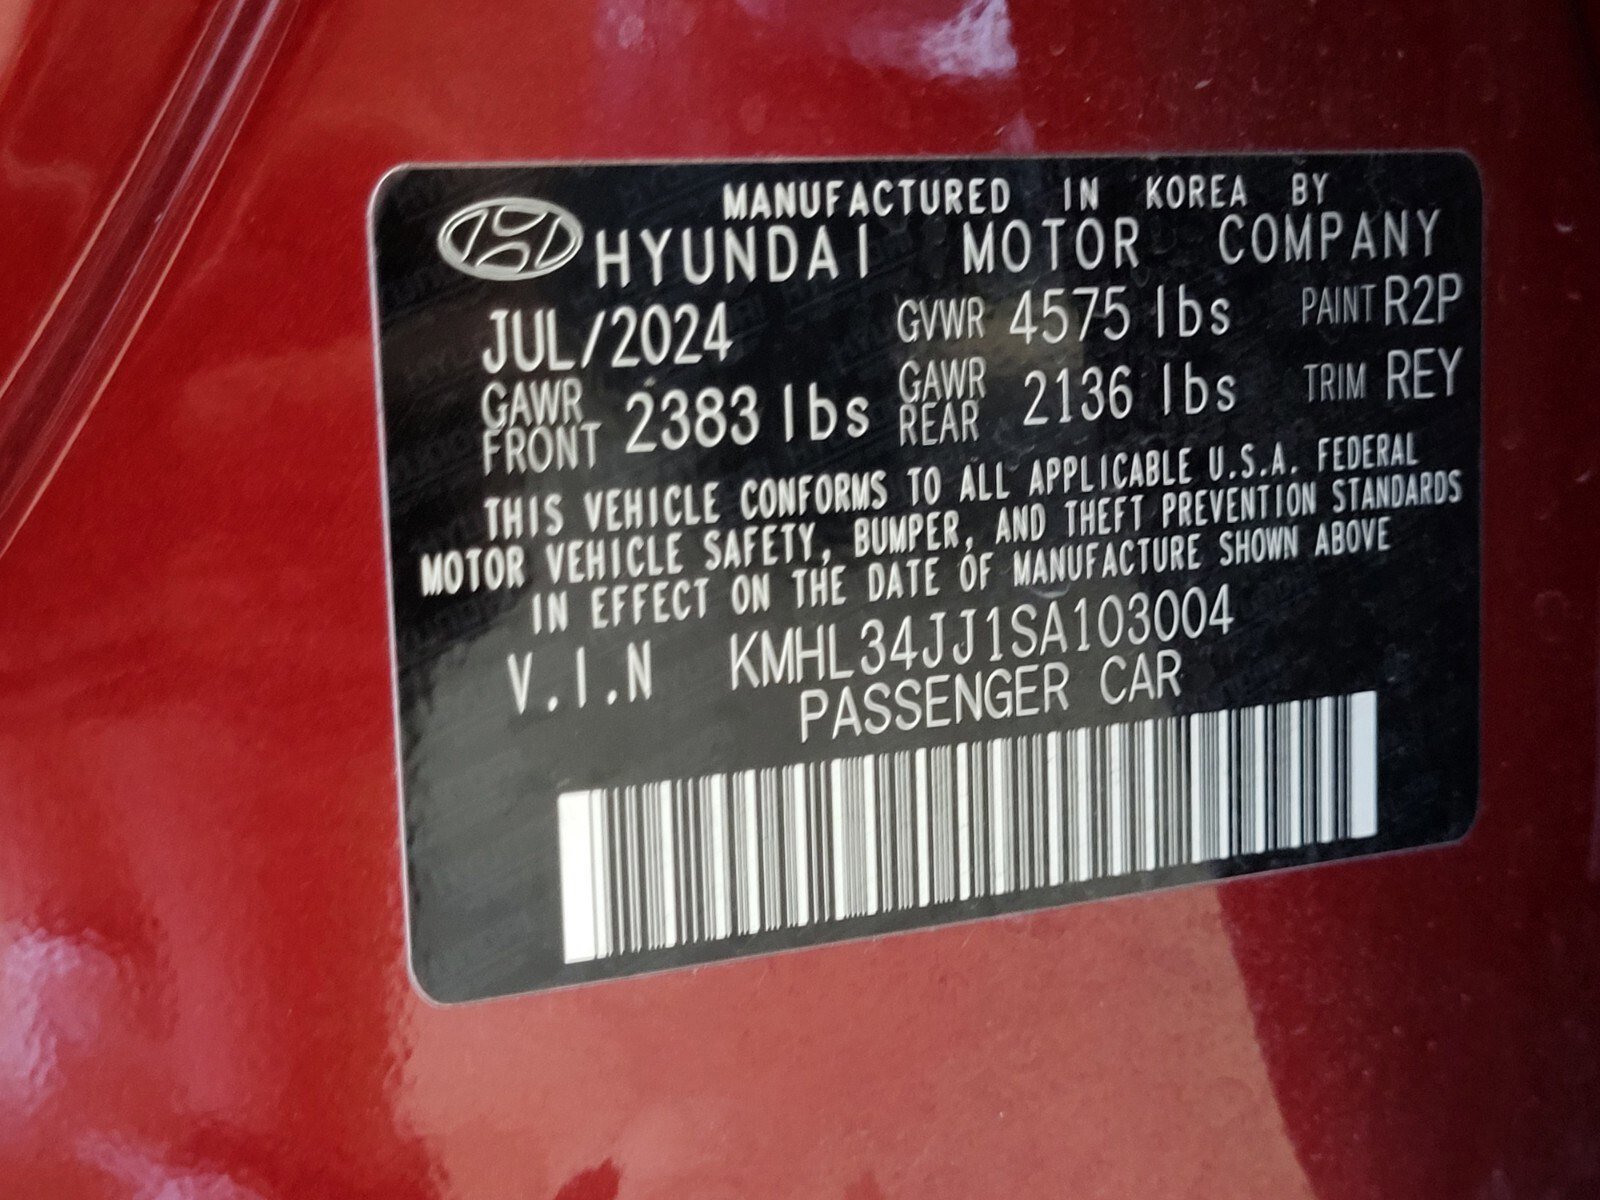 MANUFACTURED IN KOREA BY
HYUNDAI MOTOR COMPANY
JUL/2024 GVWR 4575 lbs PAINT R2P
GAWR FRONT 2383 lbs GAWR REAR 2136 lbs TRIM REY
THIS VEHICLE CONFORMS TO ALL APPLICABLE U.S.A. FEDERAL
MOTOR VEHICLE SAFETY, BUMPER, AND THEFT PREVENTION STANDARDS
IN EFFECT ON THE DATE OF MANUFACTURE SHOWN ABOVE
V.I.N KMHL34JJ1SA103004
PASSENGER CAR